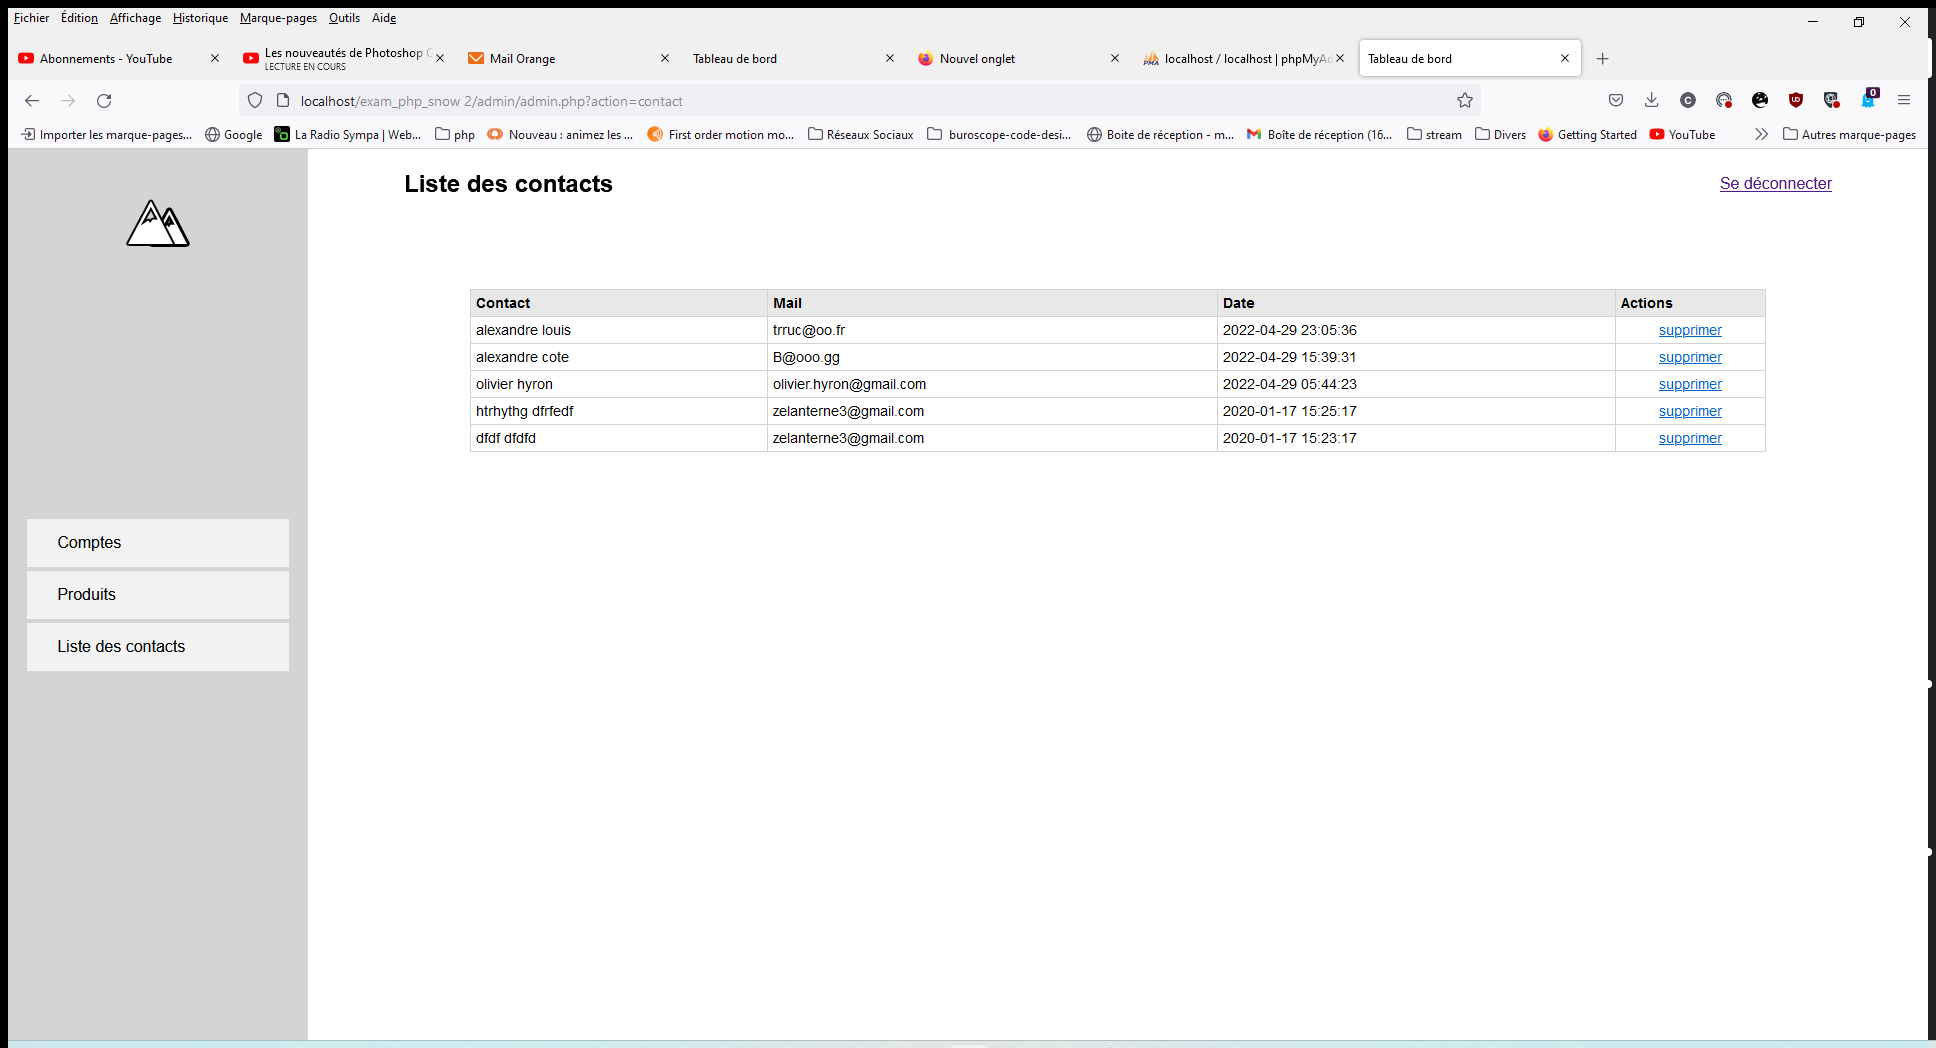 Fichier Édition Affichage Historique Marque-pages Outils Aide
Abonnements - YouTube
Les nouveautés de Photoshop
LECTURE EN COURS
Mail Orange
Tableau de bord
Nouvel onglet
localhost / localhost | phpMyAd
Tableau de bord
localhost/exam_php_snow 2/admin/admin.php?action=contact
0
Importer les marque-pages... Google La Radio Sympa | Web... php Nouveau : animez les ... First order motion mo... Réseaux Sociaux buroscope-code-desi... Boite de réception - m... Boîte de réception (16... stream Divers Getting Started YouTube Autres marque-pages
Liste des contacts
Se déconnecter
Contact Mail Date Actions
alexandre louis trruc@oo.fr 2022-04-29 23:05:36 supprimer
alexandre cote B@ooo.gg 2022-04-29 15:39:31 supprimer
olivier hyron olivier.hyron@gmail.com 2022-04-29 05:44:23 supprimer
htrhythg dfrfedf zelanterne3@gmail.com 2020-01-17 15:25:17 supprimer
dfdf dfdfd zelanterne3@gmail.com 2020-01-17 15:23:17 supprimer
Comptes
Produits
Liste des contacts